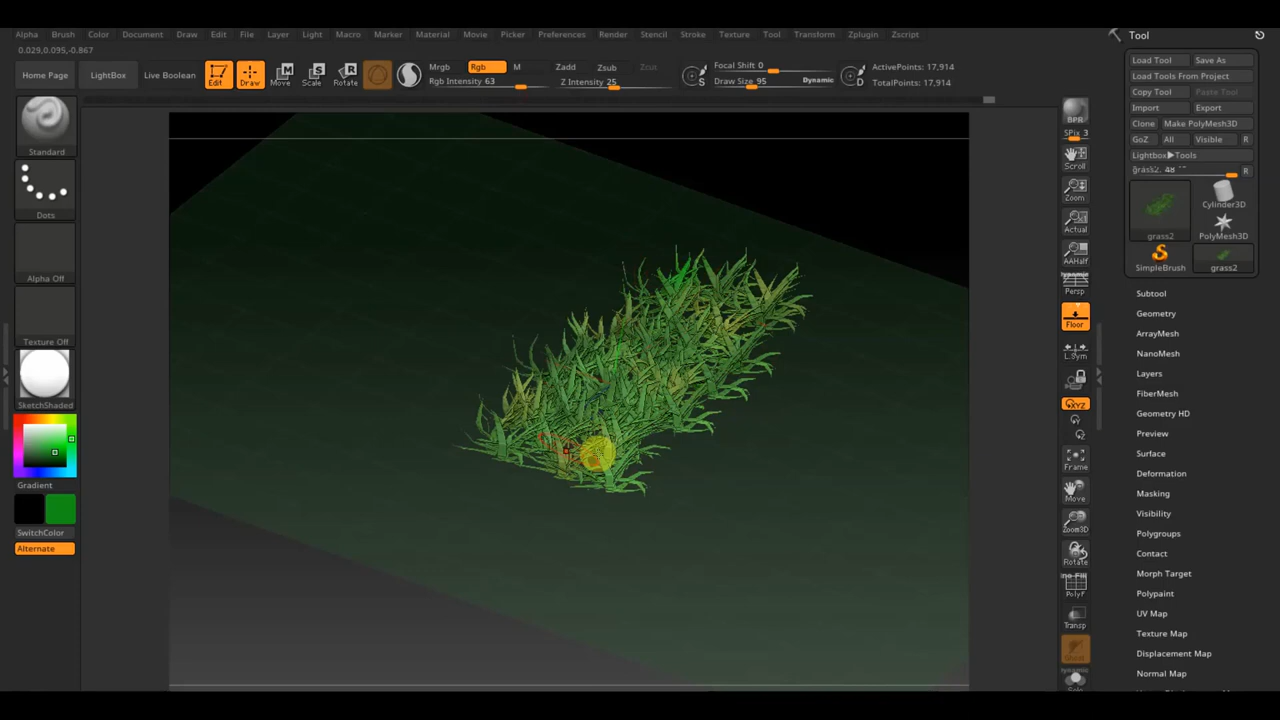 Alpha Brush Color Document Draw Edit File Layer Light Macro Marker Material Movie Picker Preferences Render Stencil Stroke Texture Tool Transform Zplugin Zscript
0.029,0.095,-0.867
Home Page
LightBox
Live Boolean
Edit
Draw
Move
Scale
Rotate
Mrgb Rgb M
Rgb Intensity 63
Zadd Zsub
Z Intensity 25
Focal Shift 0
Draw Size 95 Dynamic
ActivePoints: 17,914
TotalPoints: 17,914
Standard
Dots
Alpha Off
Texture Off
SketchShaded
Gradient
SwitchColor
Alternate
BPR
SPix 3
Scroll
Zoom
Actual
AAHalf
Persp
Floor
L.Sym
XYZ
Frame
Move
Zoom3D
Rotate
PolyF
Transp
Solo
Tool
Load Tool Save As
Load Tools From Project
Copy Tool Paste Tool
Import Export
Clone Make PolyMesh3D
GoZ All Visible R
Lightbox▶Tools
grass2. 48 R
grass2
Cylinder3D
PolyMesh3D
SimpleBrush
grass2
Subtool
Geometry
ArrayMesh
NanoMesh
Layers
FiberMesh
Geometry HD
Preview
Surface
Deformation
Masking
Visibility
Polygroups
Contact
Morph Target
Polypaint
UV Map
Texture Map
Displacement Map
Normal Map